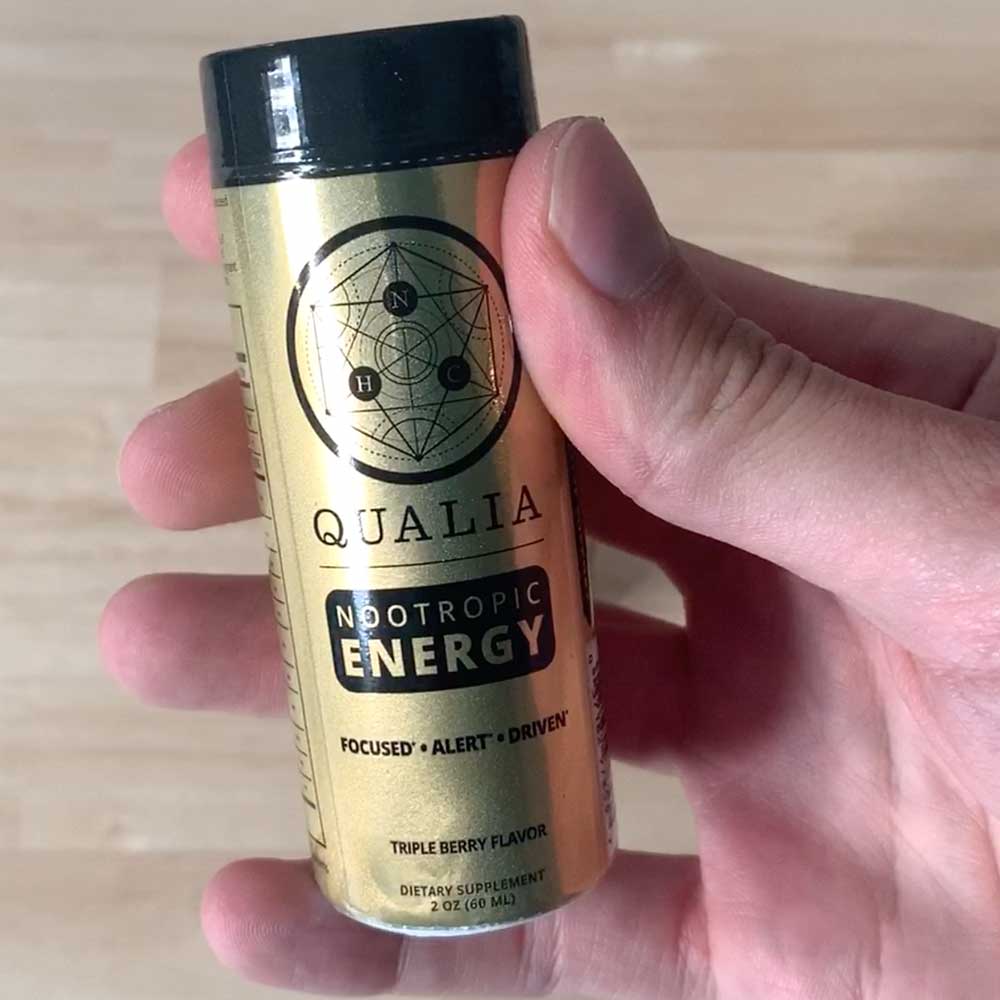 N
H C
QUALIA
NOOTROPIC
ENERGY
FOCUSED* • ALERT* • DRIVEN*
TRIPLE BERRY FLAVOR
DIETARY SUPPLEMENT
2 OZ (60 ML)